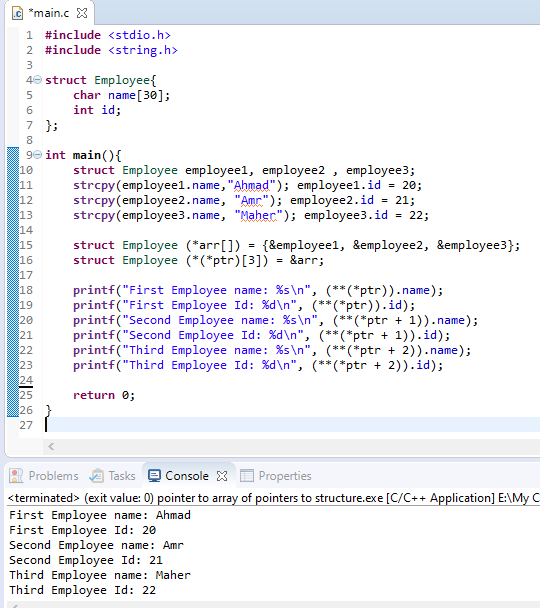 *main.c
1 #include <stdio.h>
2 #include <string.h>
3
4 struct Employee{
5     char name[30];
6     int id;
7 };
8
9 int main(){
10     struct Employee employee1, employee2 , employee3;
11     strcpy(employee1.name,"Ahmad"); employee1.id = 20;
12     strcpy(employee2.name, "Amr"); employee2.id = 21;
13     strcpy(employee3.name, "Maher"); employee3.id = 22;
14
15     struct Employee (*arr[]) = {&employee1, &employee2, &employee3};
16     struct Employee (*(*ptr)[3]) = &arr;
17
18     printf("First Employee name: %s\n", (**(*ptr)).name);
19     printf("First Employee Id: %d\n", (**(*ptr)).id);
20     printf("Second Employee name: %s\n", (**(*ptr + 1)).name);
21     printf("Second Employee Id: %d\n", (**(*ptr + 1)).id);
22     printf("Third Employee name: %s\n", (**(*ptr + 2)).name);
23     printf("Third Employee Id: %d\n", (**(*ptr + 2)).id);
24
25     return 0;
26 }
27
Problems Tasks Console Properties
<terminated> (exit value: 0) pointer to array of pointers to structure.exe [C/C++ Application] E:\My C
First Employee name: Ahmad
First Employee Id: 20
Second Employee name: Amr
Second Employee Id: 21
Third Employee name: Maher
Third Employee Id: 22